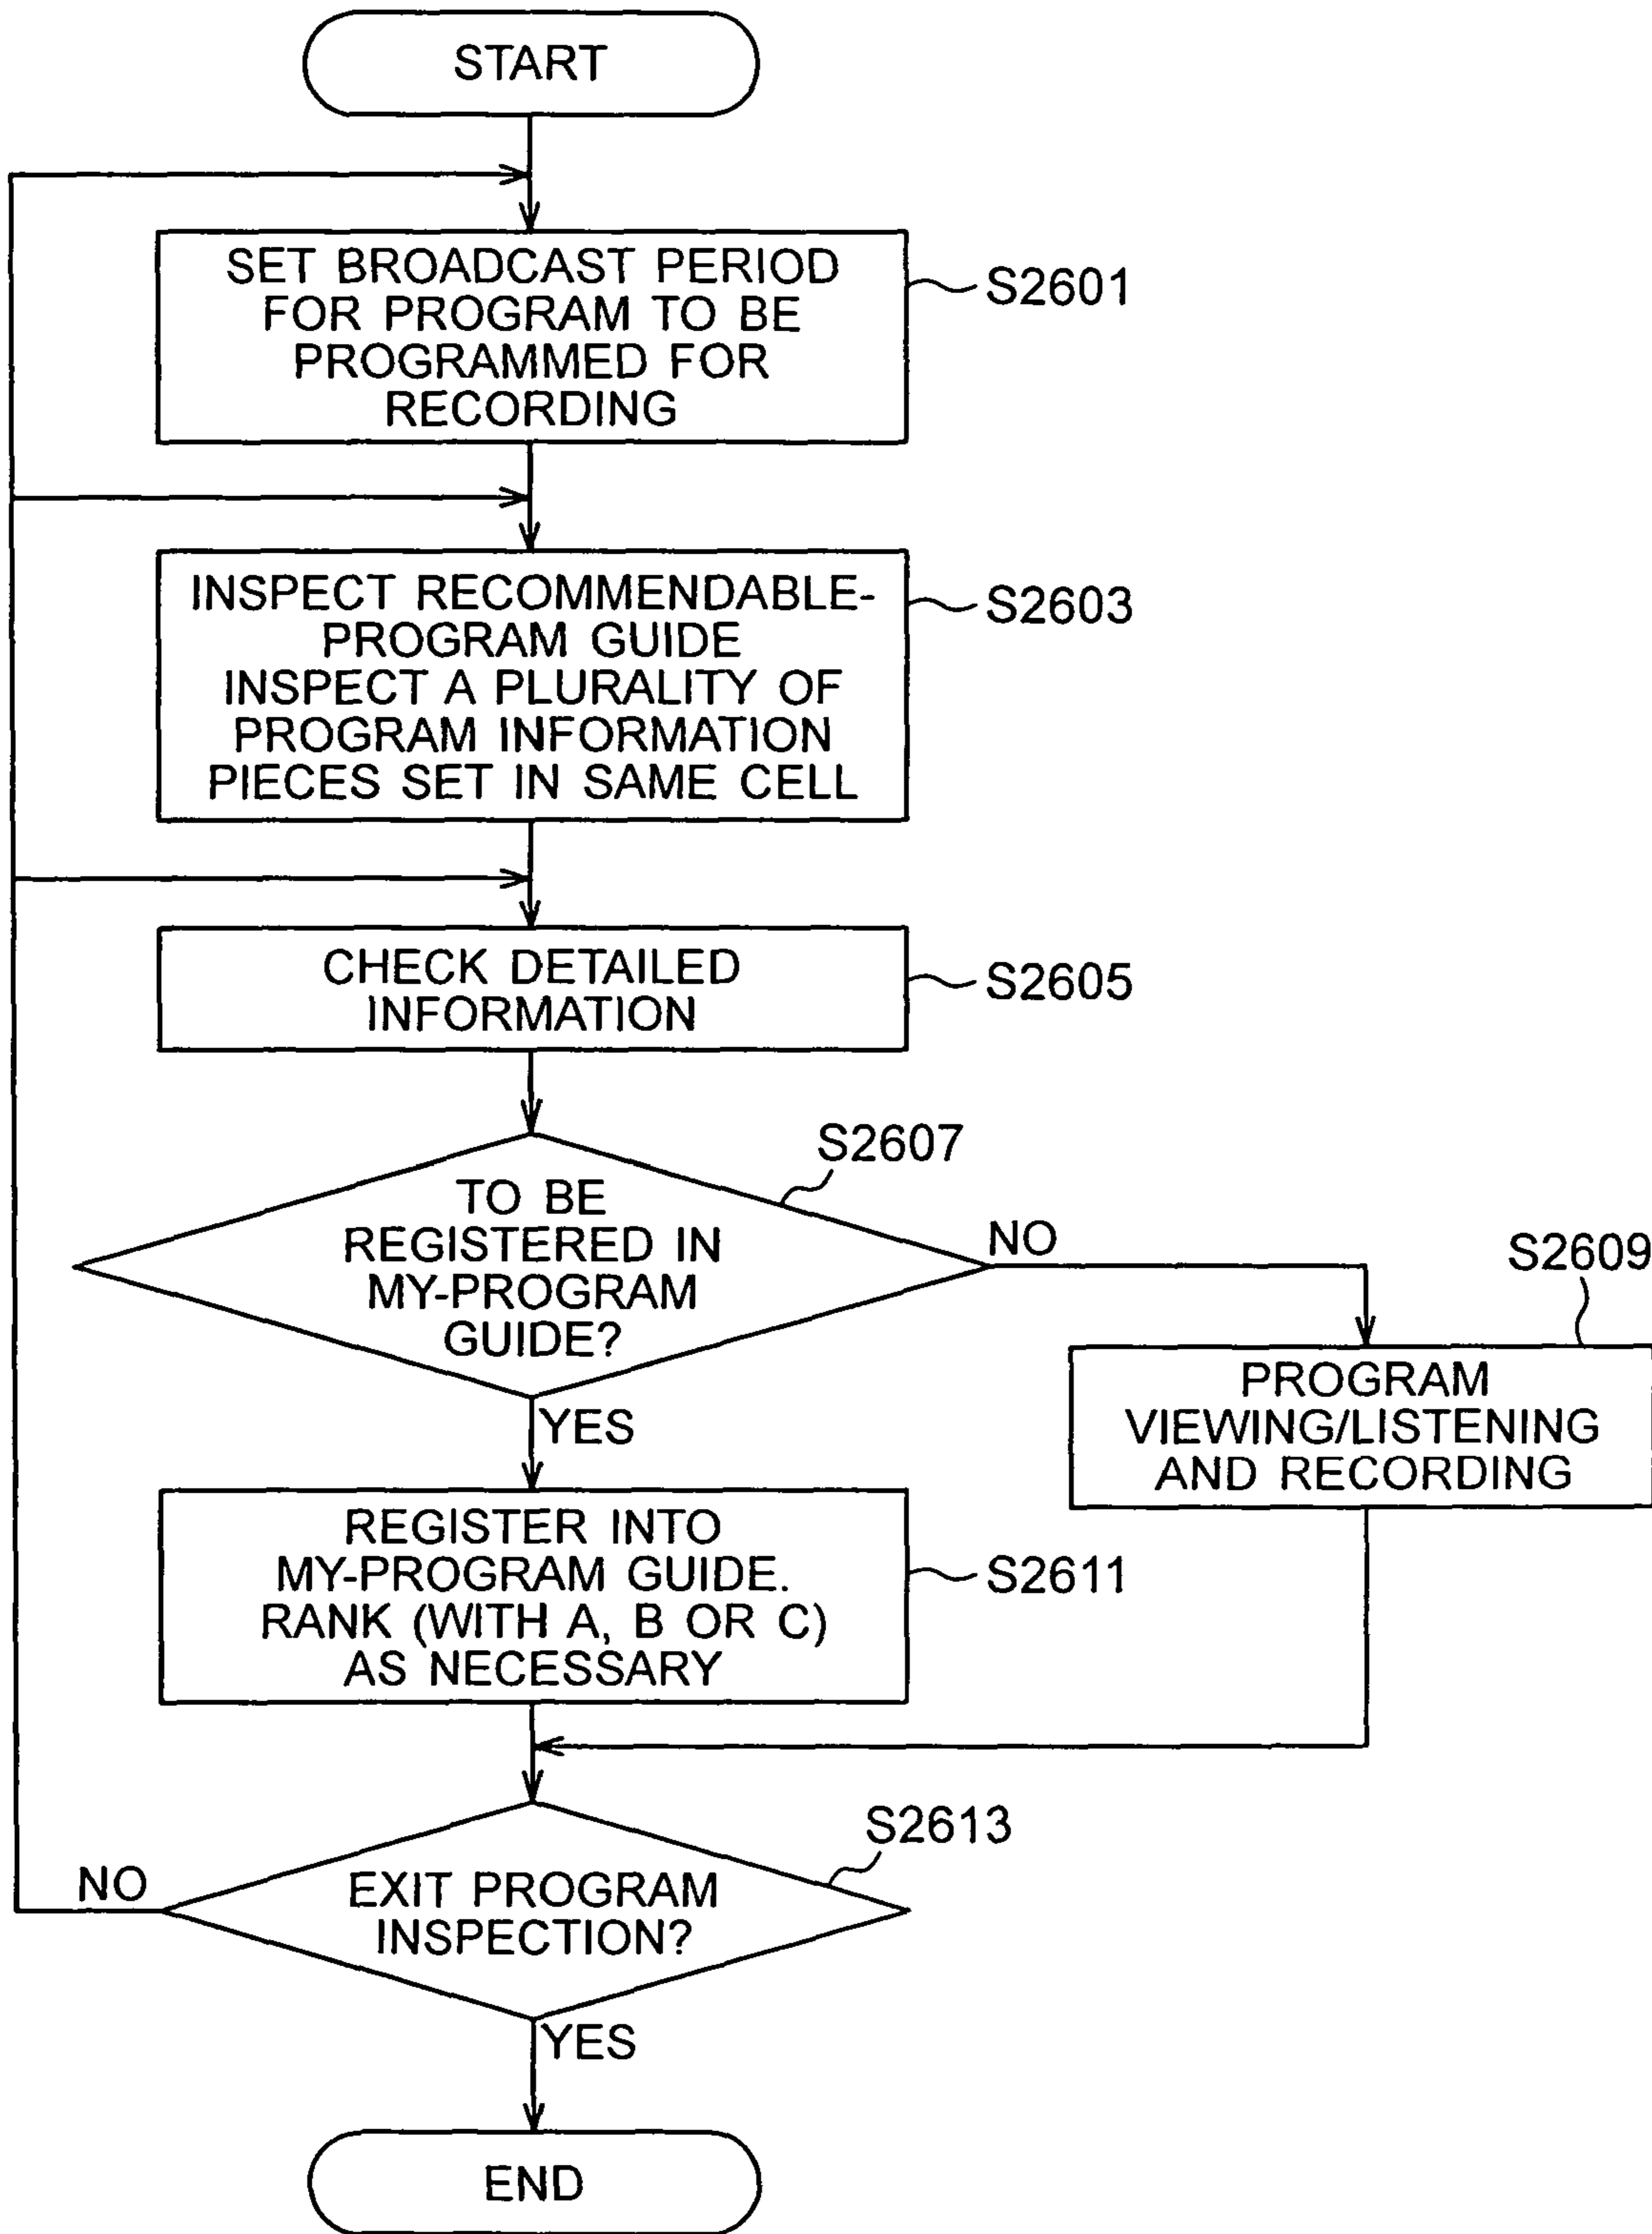 START
SET BROADCAST PERIOD
FOR PROGRAM TO BE
PROGRAMMED FOR
RECORDING
S2601
INSPECT RECOMMENDABLE-
PROGRAM GUIDE
INSPECT A PLURALITY OF
PROGRAM INFORMATION
PIECES SET IN SAME CELL
S2603
CHECK DETAILED
INFORMATION
S2605
S2607
TO BE
REGISTERED IN
MY-PROGRAM
GUIDE?
NO
S2609
PROGRAM
VIEWING/LISTENING
AND RECORDING
YES
REGISTER INTO
MY-PROGRAM GUIDE.
RANK (WITH A, B OR C)
AS NECESSARY
S2611
S2613
NO
EXIT PROGRAM
INSPECTION?
YES
END